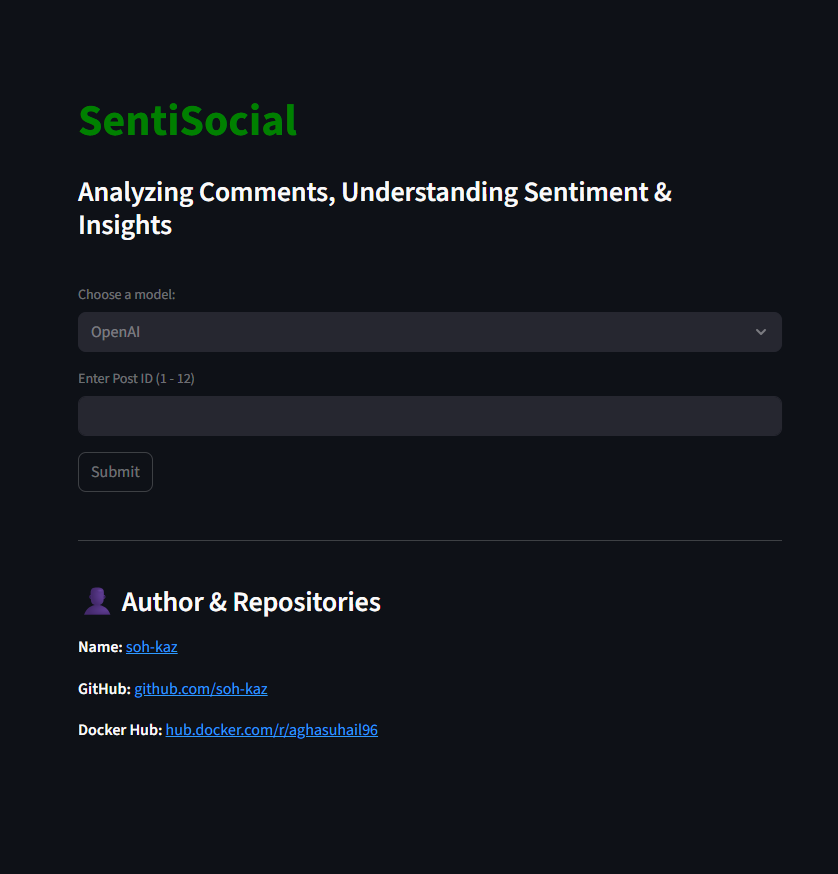 SentiSocial
Analyzing Comments, Understanding Sentiment &
Insights
Choose a model:
OpenAI
Enter Post ID (1 - 12)
Submit
Author & Repositories
Name: soh-kaz
GitHub: github.com/soh-kaz
Docker Hub: hub.docker.com/r/aghasuhail96